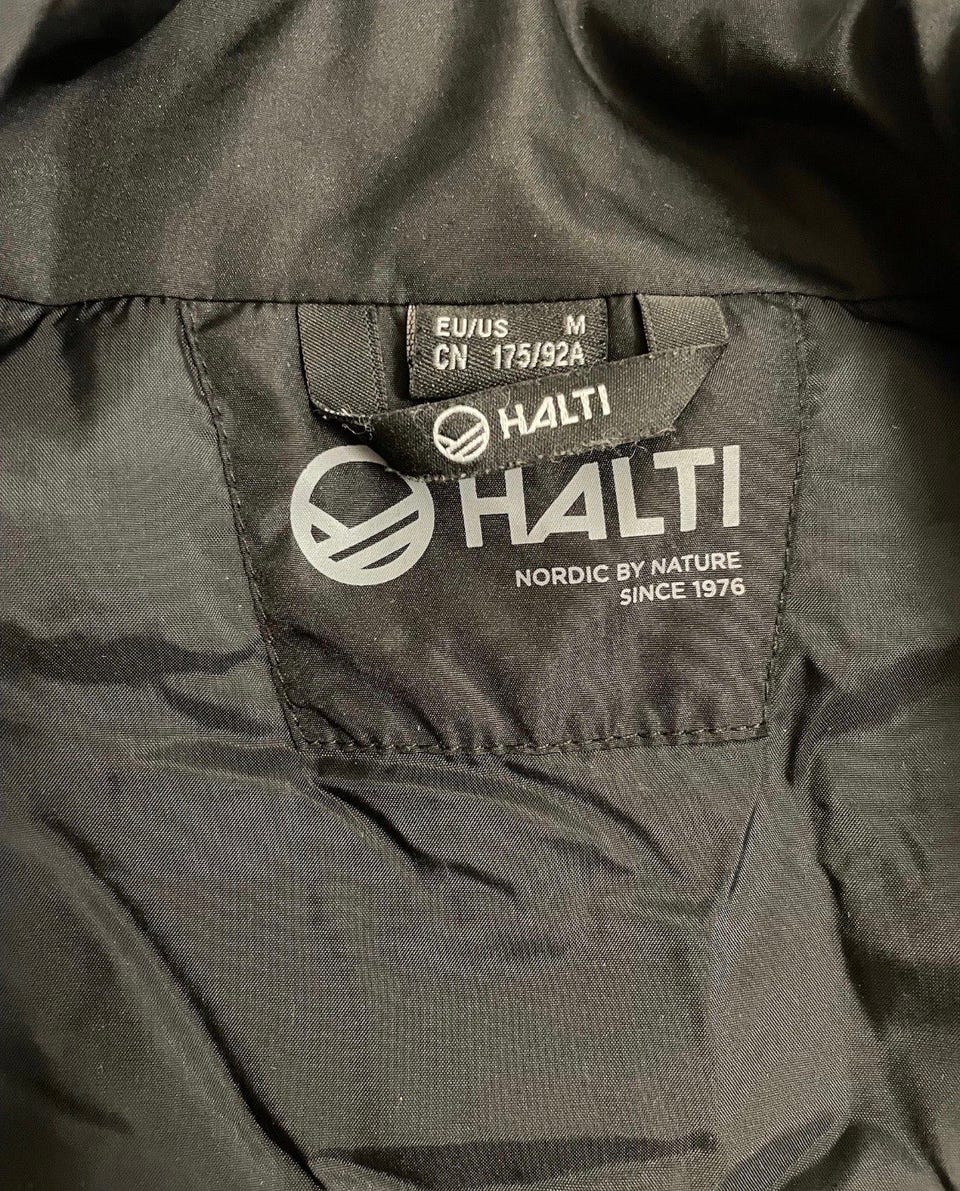 EU/US M
CN 175/92A
HALTI
HALTI
NORDIC BY NATURE
SINCE 1976